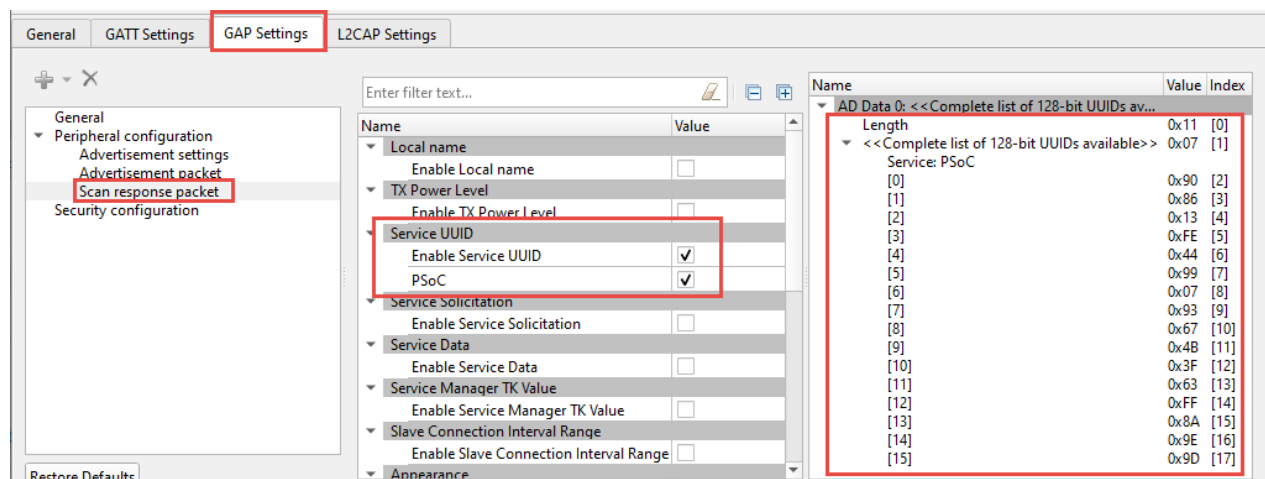 General GATT Settings GAP Settings L2CAP Settings
General
Peripheral configuration
Advertisement settings
Advertisement packet
Scan response packet
Security configuration
Restore Defaults
Enter filter text...
Name Value
Local name
Enable Local name
TX Power Level
Enable TX Power Level
Service UUID
Enable Service UUID
PSoC
Service Solicitation
Enable Service Solicitation
Service Data
Enable Service Data
Service Manager TK Value
Enable Service Manager TK Value
Slave Connection Interval Range
Enable Slave Connection Interval Range
Appearance
Name Value Index
AD Data 0: <<Complete list of 128-bit UUIDs av...
Length 0x11 [0]
<<Complete list of 128-bit UUIDs available>> 0x07 [1]
Service: PSoC
[0] 0x90 [2]
[1] 0x86 [3]
[2] 0x13 [4]
[3] 0xFE [5]
[4] 0x44 [6]
[5] 0x99 [7]
[6] 0x07 [8]
[7] 0x93 [9]
[8] 0x67 [10]
[9] 0x4B [11]
[10] 0x3F [12]
[11] 0x63 [13]
[12] 0xFF [14]
[13] 0x8A [15]
[14] 0x9E [16]
[15] 0x9D [17]